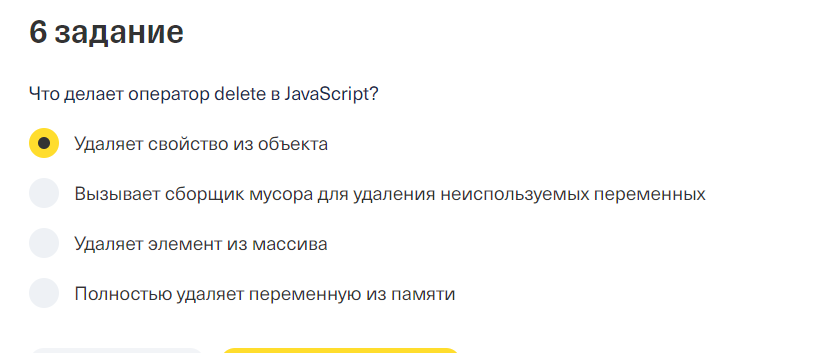 6 задание
Что делает оператор delete в JavaScript?
Удаляет свойство из объекта
Вызывает сборщик мусора для удаления неиспользуемых переменных
Удаляет элемент из массива
Полностью удаляет переменную из памяти